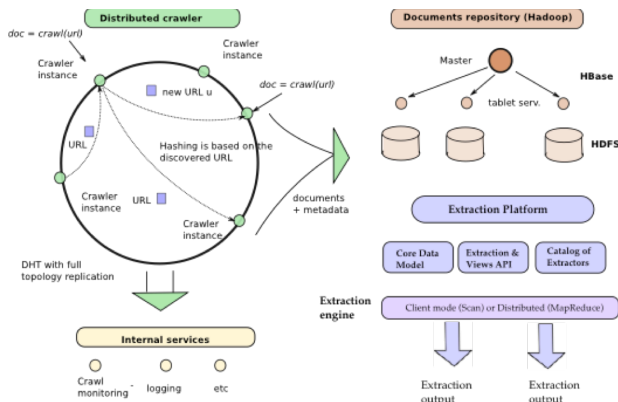 Distributed crawler
doc = crawl(url)
Crawler
instance
Crawler
instance
doc = crawl(url)
new URL u
URL
Hashing is based on the
discovered URL
Crawler
instance
URL
Crawler
instance
documents
+ metadata
DHT with full
topology replication
Internal services
Crawl
monitoring
-
logging
etc
Documents repository (Hadoop)
Master
HBase
tablet serv.
HDFS
Extraction Platform
Core Data
Model
Extraction &
Views API
Catalog of
Extractors
Extraction
engine
Client mode (Scan) or Distributed (MapReduce)
Extraction
output
Extraction
output